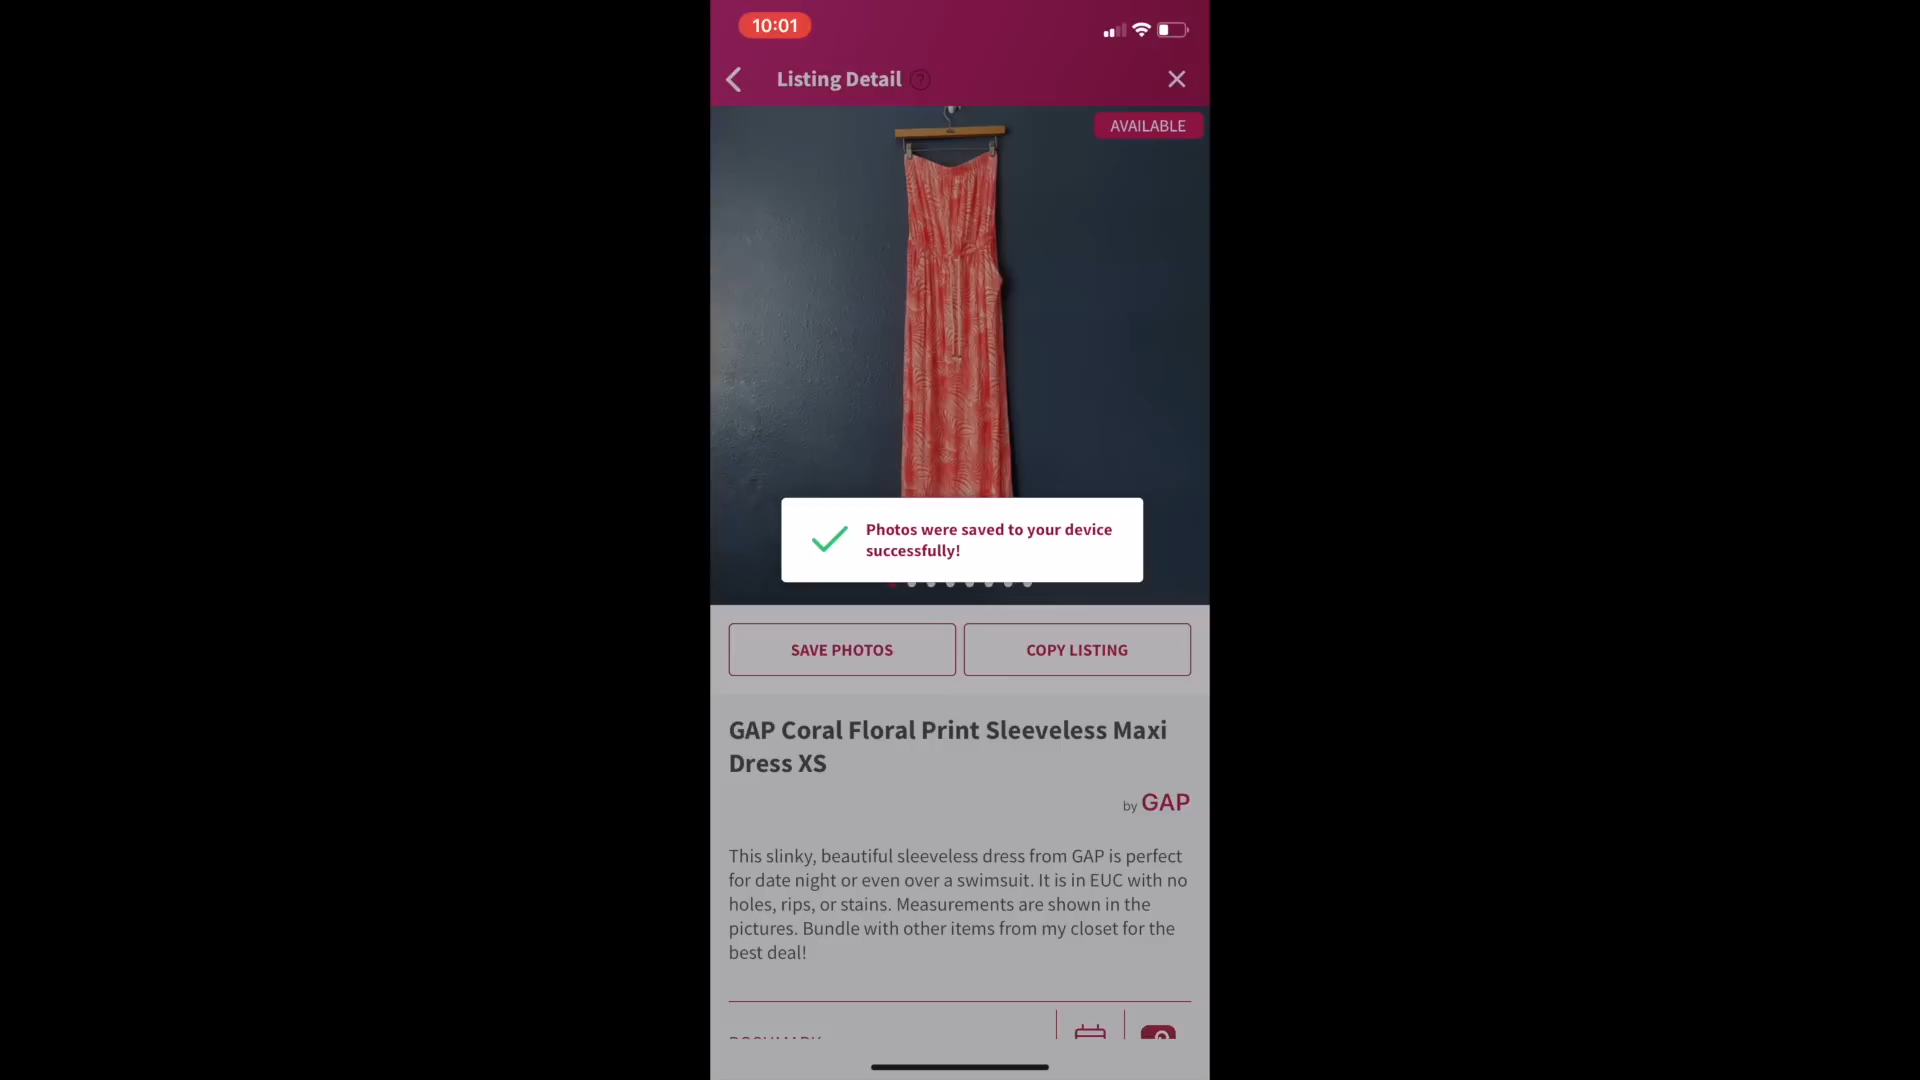 10:01
Listing Detail ?
AVAILABLE
Photos were saved to your device
successfully!
SAVE PHOTOS
COPY LISTING
GAP Coral Floral Print Sleeveless Maxi
Dress XS
by GAP
This slinky, beautiful sleeveless dress from GAP is perfect
for date night or even over a swimsuit. It is in EUC with no
holes, rips, or stains. Measurements are shown in the
pictures. Bundle with other items from my closet for the
best deal!